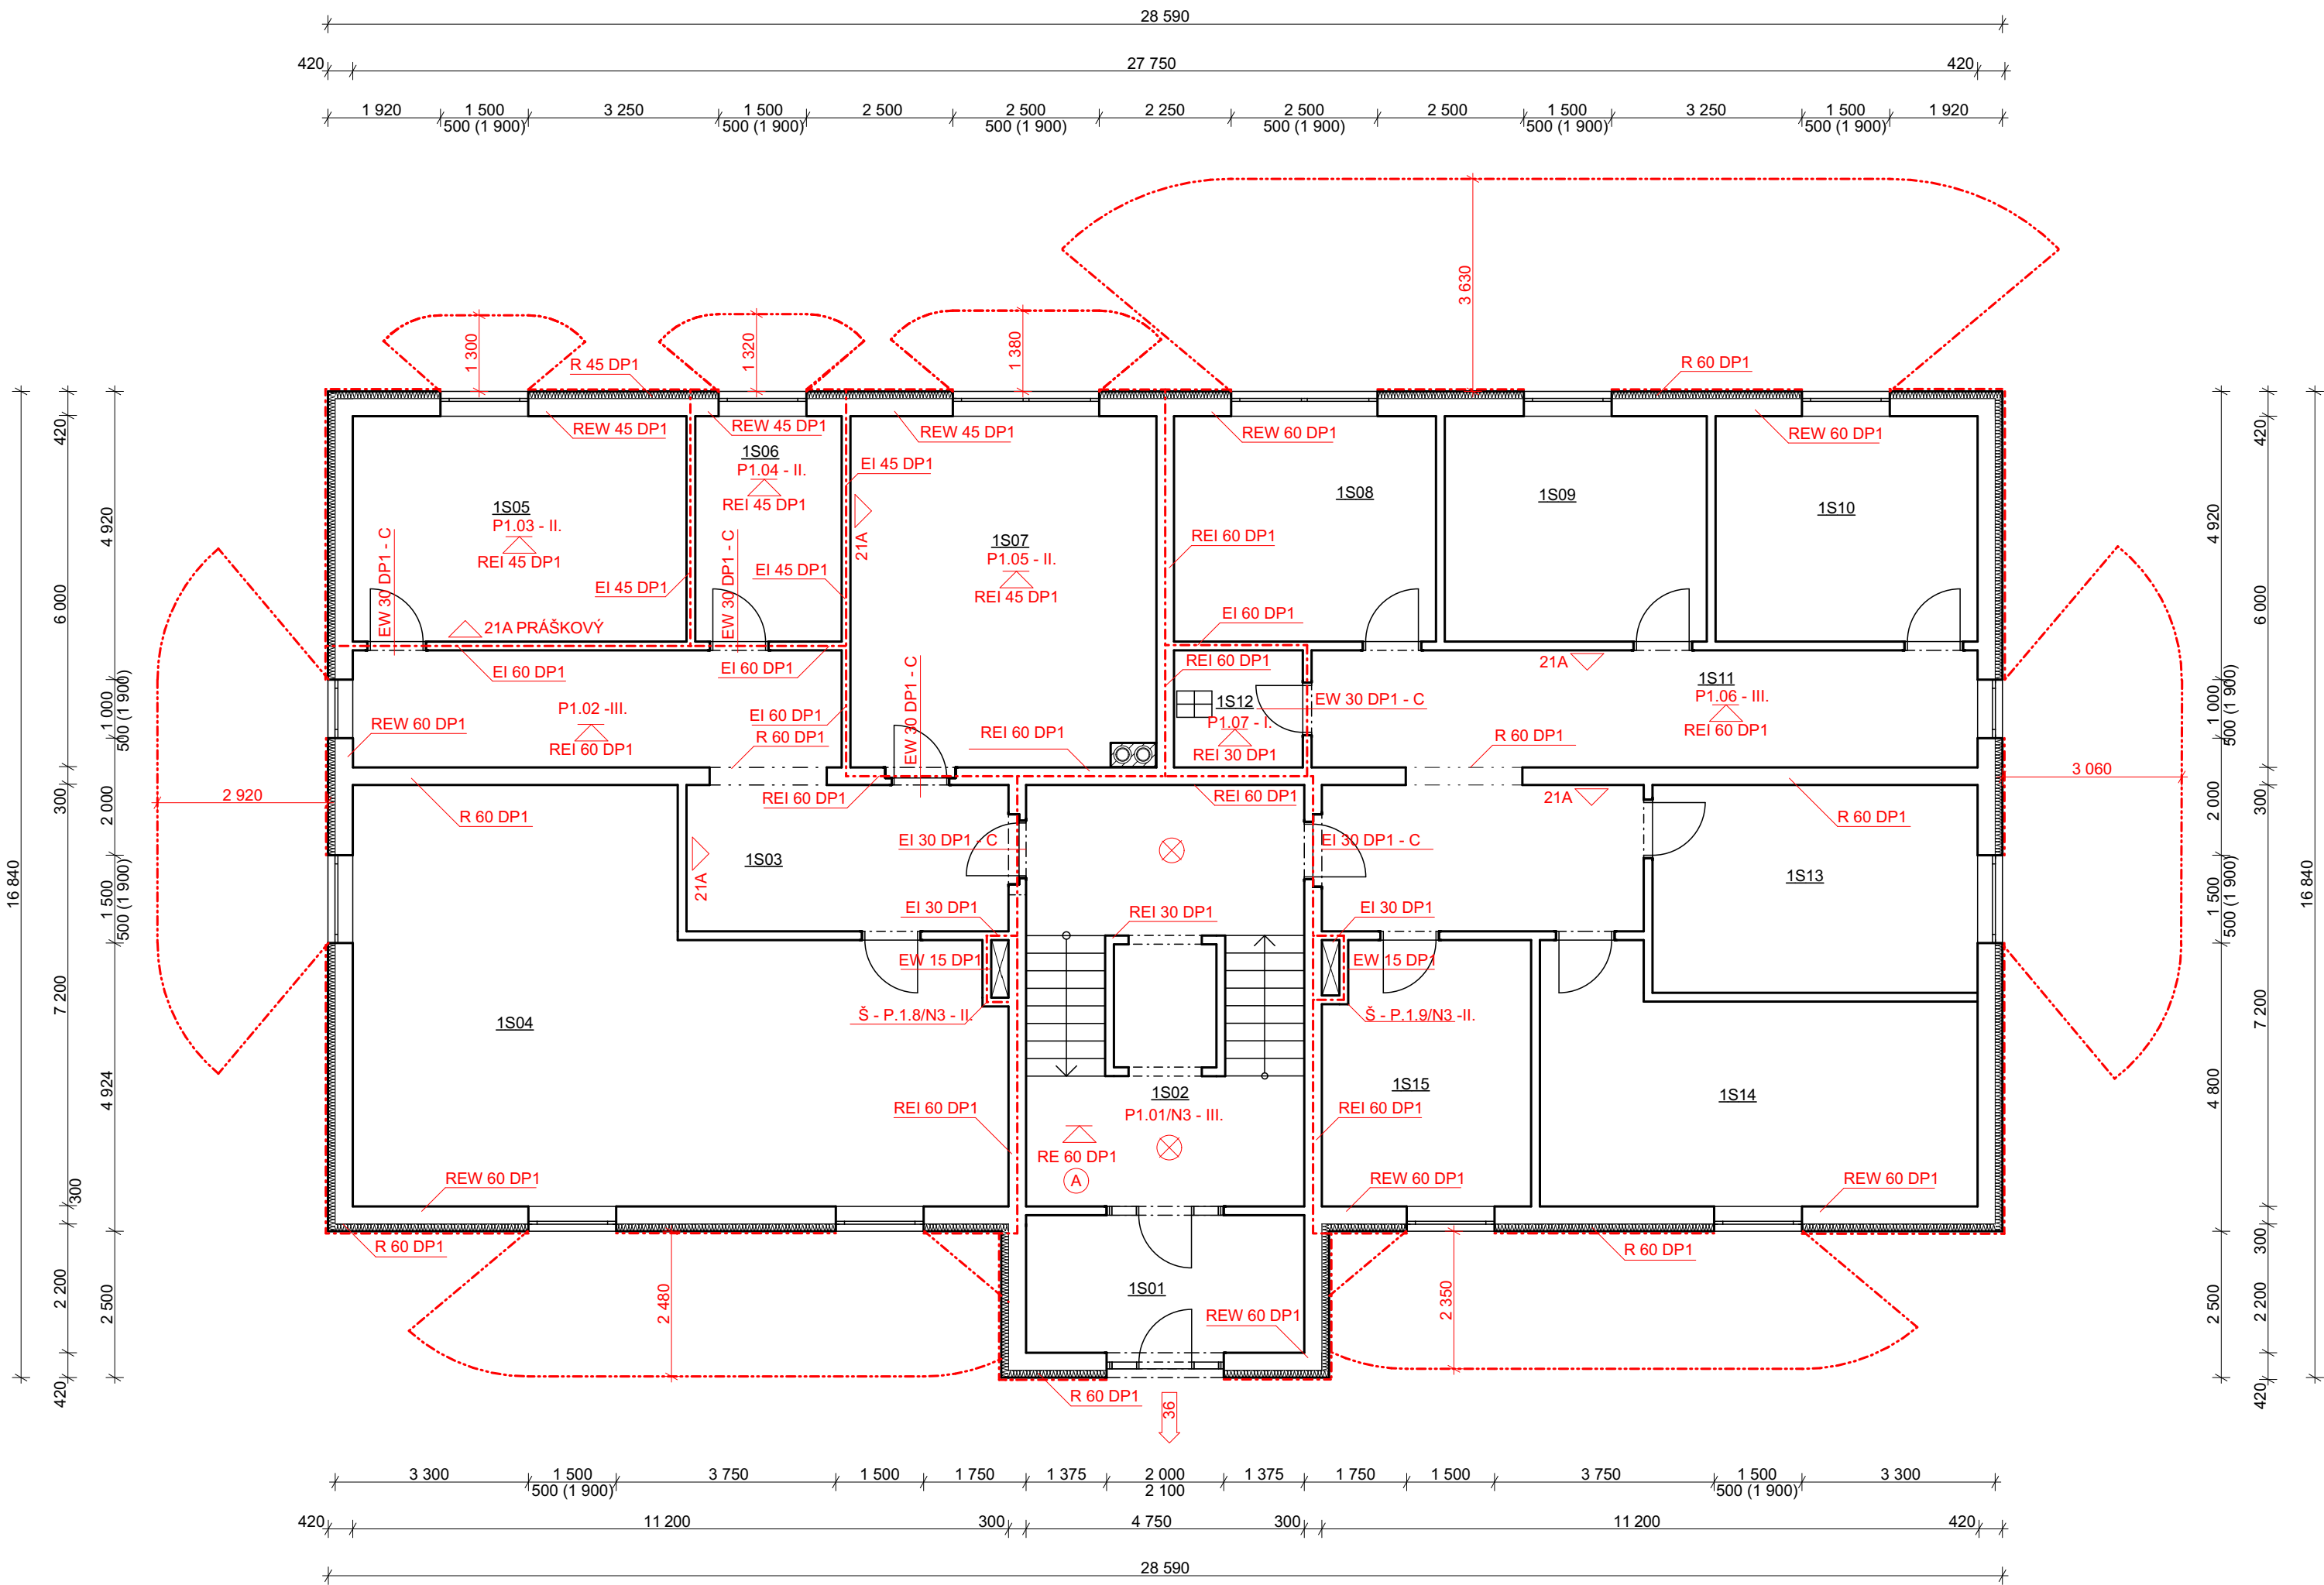 28 590
420 27 750 420
1 920 1 500 3 250 1 500 2 500 2 500 2 250 2 500 2 500 1 500 3 250 1 500 1 920
500 (1 900) 500 (1 900) 500 (1 900) 500 (1 900) 500 (1 900) 500 (1 900)
3 630
1 300
1 320
1 380
R 45 DP1
R 60 DP1
REW 45 DP1
REW 45 DP1
REW 45 DP1
REW 60 DP1
REW 60 DP1
1S05
P1.03 - II.
REI 45 DP1
1S06
P1.04 - II.
REI 45 DP1
EI 45 DP1
21A
1S07
P1.05 - II.
REI 45 DP1
1S08
1S09
1S10
REI 60 DP1
EW 30 DP1 - C
EI 45 DP1
EW 30 DP1 - C
EI 45 DP1
EI 60 DP1
21A PRÁŠKOVÝ
EI 60 DP1
EI 60 DP1
EW 30 DP1 - C
REI 60 DP1
21A
1S12
P1.07 - I.
REI 30 DP1
EW 30 DP1 - C
1S11
P1.06 - III.
REI 60 DP1
REW 60 DP1
P1.02 -III.
REI 60 DP1
EI 60 DP1
R 60 DP1
REI 60 DP1
R 60 DP1
REI 60 DP1
REI 60 DP1
21A
2 920
3 060
R 60 DP1
R 60 DP1
EI 30 DP1 - C
EI 30 DP1 - C
1S03
21A
1S13
EI 30 DP1
REI 30 DP1
EI 30 DP1
EW 15 DP1
EW 15 DP1
Š - P.1.8/N3 - II.
Š - P.1.9/N3 -II.
1S04
1S02
P1.01/N3 - III.
RE 60 DP1
A
1S15
1S14
REI 60 DP1
REI 60 DP1
REW 60 DP1
REW 60 DP1
REW 60 DP1
R 60 DP1
R 60 DP1
2 480
2 350
1S01
REW 60 DP1
R 60 DP1
36
16 840
420
6 000
300
7 200
300
2 200
420
4 920
1 000
500 (1 900)
2 000
1 500
500 (1 900)
4 924
2 500
4 920
1 000
500 (1 900)
2 000
1 500
500 (1 900)
4 800
2 500
420
6 000
300
7 200
300
2 200
420
16 840
3 300 1 500 3 750 1 500 1 750 1 375 2 000 1 375 1 750 1 500 3 750 1 500 3 300
500 (1 900) 2 100 500 (1 900)
420 11 200 300 4 750 300 11 200 420
28 590